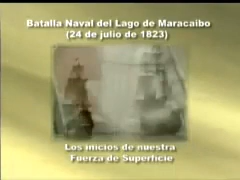 Batalla Naval del Lago de Maracaibo
(24 de julio de 1823)
Los inicios de nuestra
Fuerza de Superficie